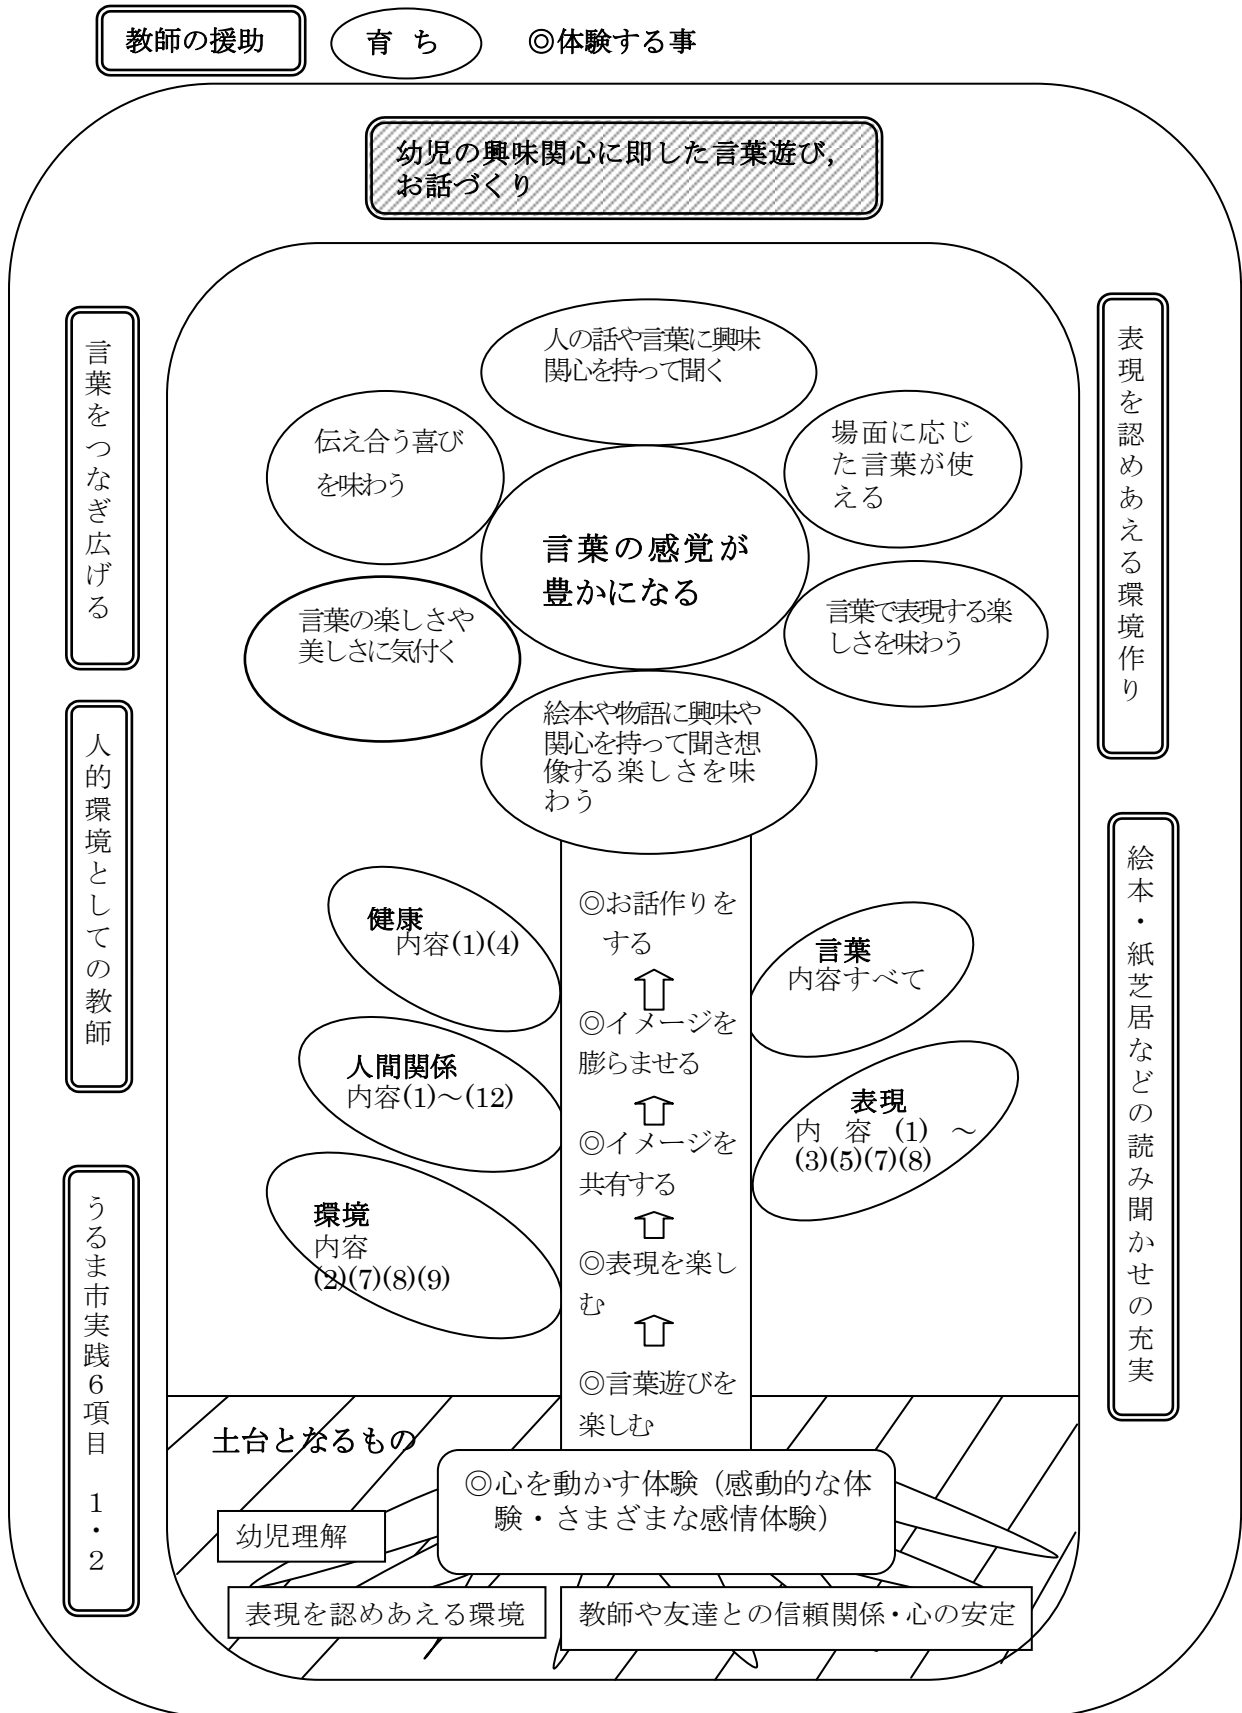 教師の援助
育 ち
◎体験する事
幼児の興味関心に即した言葉遊び，
お話づくり
言葉をつなぎ広げる
人的環境としての教師
うるま市実践６項目　１・２
人の話や言葉に興味
関心を持って聞く
伝え合う喜び
を味わう
場面に応じ
た言葉が使
える
言葉の感覚が
豊かになる
言葉の楽しさや
美しさに気付く
言葉で表現する楽
しさを味わう
絵本や物語に興味や
関心を持って聞き想
像する楽しさを味
わう
健康
内容(1)(4)
人間関係
内容(1)～(12)
環境
内容
(2)(7)(8)(9)
◎お話作りを
する
◎イメージを
膨らませる
◎イメージを
共有する
◎表現を楽し
む
◎言葉遊びを
楽しむ
言葉
内容すべて
表現
内　容　(1)　～
(3)(5)(7)(8)
表現を認めあえる環境作り
絵本・紙芝居などの読み聞かせの充実
土台となるもの
◎心を動かす体験（感動的な体
験・さまざまな感情体験）
幼児理解
表現を認めあえる環境
教師や友達との信頼関係・心の安定